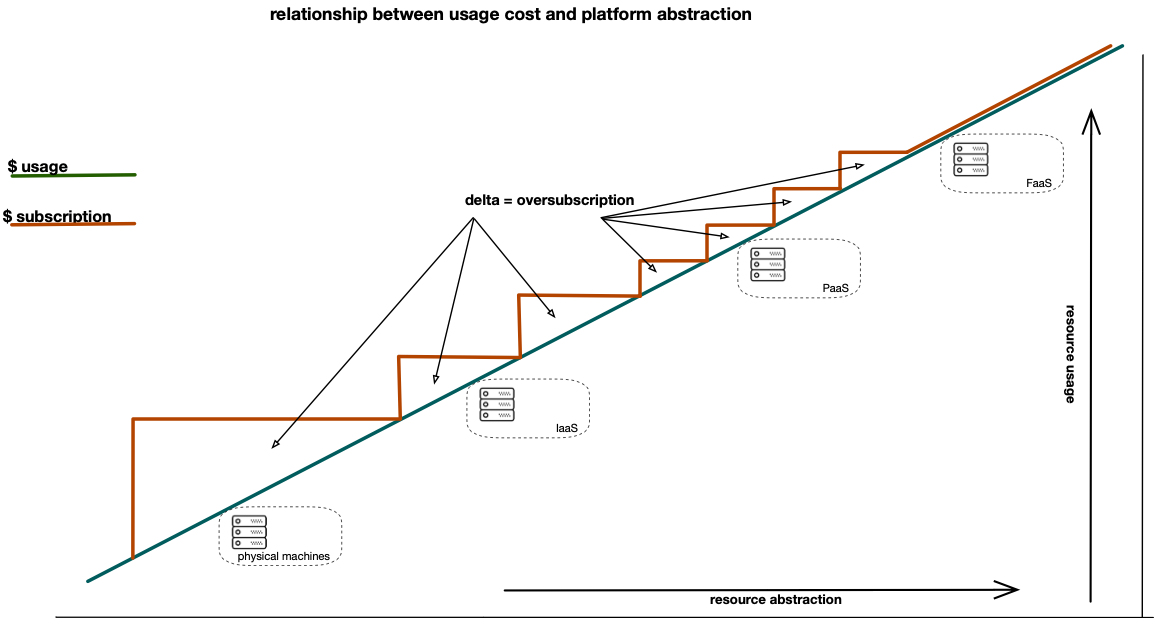 relationship between usage cost and platform abstraction
$ usage
$ subscription
delta = oversubscription
FaaS
PaaS
resource usage
IaaS
physical machines
resource abstraction